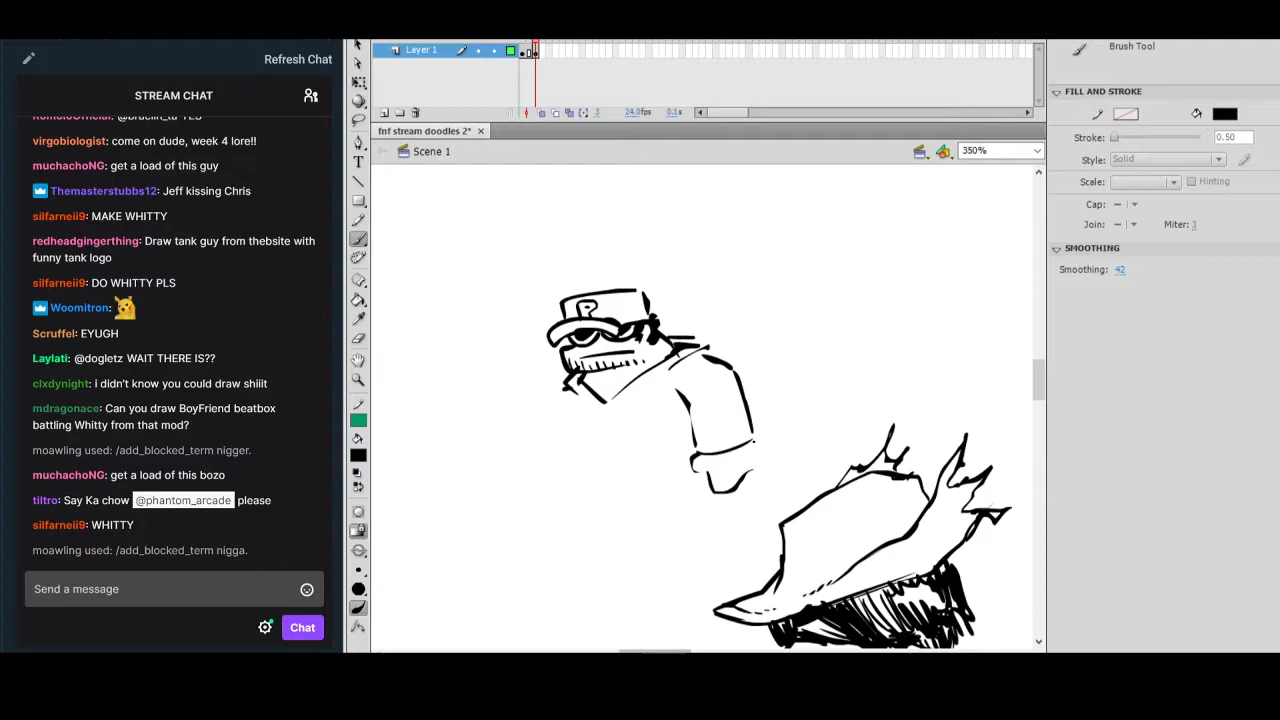 Refresh Chat
STREAM CHAT
virgobiologist: come on dude, week 4 lore!!
muchachoNG: get a load of this guy
Themasterstubbs12: Jeff kissing Chris
silfarneii9: MAKE WHITTY
redheadgingerthing: Draw tank guy from thebsite with
funny tank logo
silfarneii9: DO WHITTY PLS
Woomitron:
Scruffel: EYUGH
Laylati: @dogletz WAIT THERE IS??
clxdynight: i didn't know you could draw shiiit
mdragonace: Can you draw BoyFriend beatbox
battling Whitty from that mod?
moawling used: /add_blocked_term nigger.
muchachoNG: get a load of this bozo
tiltro: Say Ka chow @phantom_arcade please
silfarneii9: WHITTY
moawling used: /add_blocked_term nigga.
Send a message
Chat
Layer 1
3 24.0fps 0.1s
fnf stream doodles 2*
Scene 1
350%
P
Brush Tool
FILL AND STROKE
Stroke: 0.50
Style: Solid
Scale: Hinting
Cap:
Join: Miter: 3
SMOOTHING
Smoothing: 42